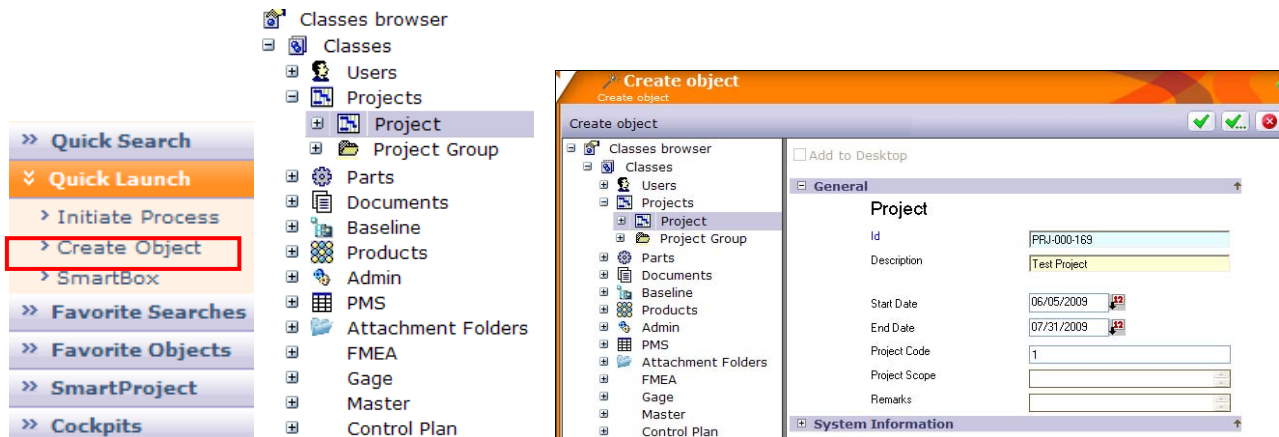 Quick Search
Quick Launch
Initiate Process
Create Object
SmartBox
Favorite Searches
Favorite Objects
SmartProject
Cockpits
Classes browser
Classes
Users
Projects
Project
Project Group
Parts
Documents
Baseline
Products
Admin
PMS
Attachment Folders
FMEA
Gage
Master
Control Plan
Create object
Create object
Create object
Classes browser
Classes
Users
Projects
Project
Project Group
Parts
Documents
Baseline
Products
Admin
PMS
Attachment Folders
FMEA
Gage
Master
Control Plan
Add to Desktop
General
Project
Id PRJ-000-169
Description Test Project
Start Date 06/05/2009 12
End Date 07/31/2009 12
Project Code 1
Project Scope
Remarks
System Information